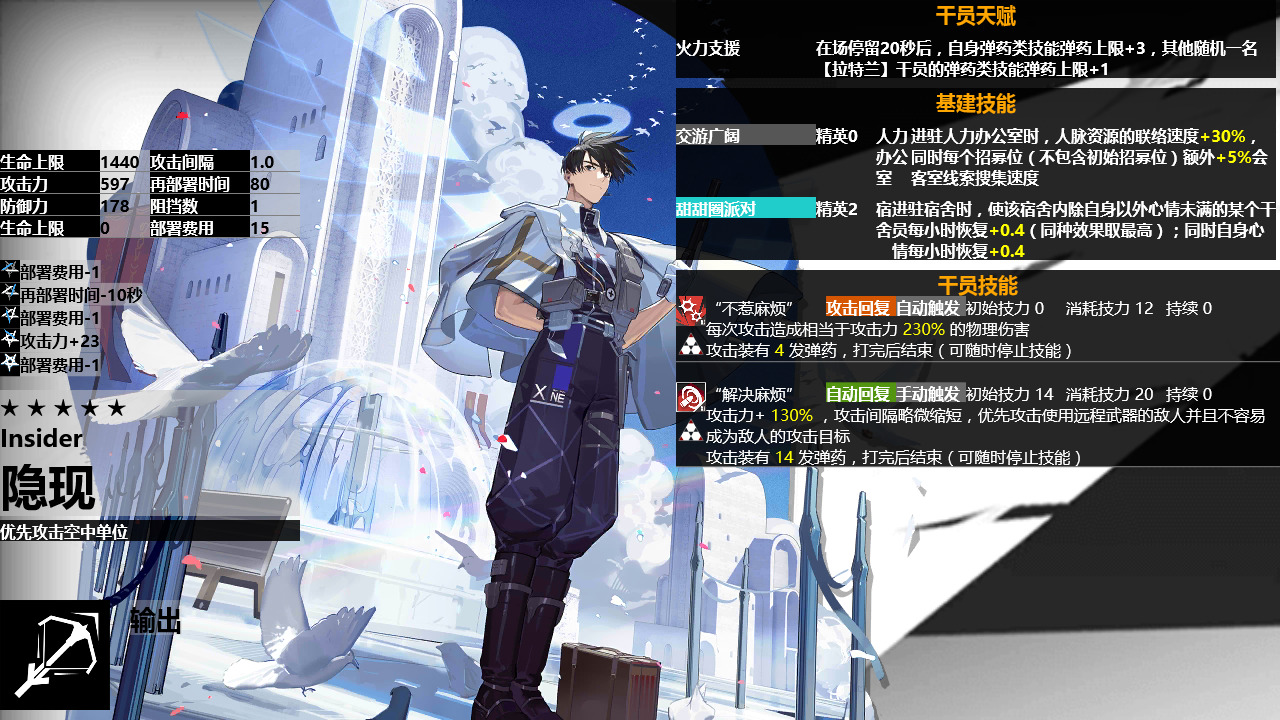 生命上限 1440 攻击间隔 1.0
攻击力 597 再部署时间 80
防御力 178 阻挡数 1
生命上限 0 部署费用 15
部署费用-1
再部署时间-10秒
部署费用-1
攻击力+23
部署费用-1
★ ★ ★ ★ ★
Insider
隐现
优先攻击空中单位
输出
X NE
干员天赋
火力支援 在场停留20秒后，自身弹药类技能弹药上限+3，其他随机一名
【拉特兰】干员的弹药类技能弹药上限+1
基建技能
交游广阔 精英0 人力 进驻人力办公室时，人脉资源的联络速度+30%，
办公 同时每个招募位（不包含初始招募位）额外+5%会
室 客室线索搜集速度
甜甜圈派对 精英2 宿 进驻宿舍时，使该宿舍内除自身以外心情未满的某个干
舍 员每小时恢复+0.4（同种效果取最高）；同时自身心
情每小时恢复+0.4
干员技能
“不惹麻烦” 攻击回复 自动触发 初始技力 0 消耗技力 12 持续 0
"每次攻击造成相当于攻击力 230% 的物理伤害
攻击装有 4 发弹药，打完后结束（可随时停止技能）
“解决麻烦” 自动回复 手动触发 初始技力 14 消耗技力 20 持续 0
"攻击力+ 130% ，攻击间隔略微缩短，优先攻击使用远程武器的敌人并且不容易
成为敌人的攻击目标
攻击装有 14 发弹药，打完后结束（可随时停止技能）